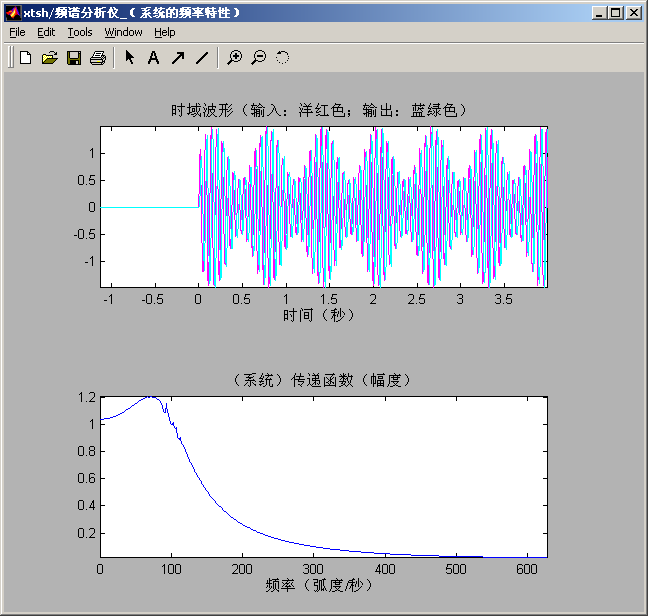 xtsh/频谱分析仪_(系统的频率特性)
File Edit Tools Window Help
A
时域波形(输入:洋红色;输出:蓝绿色)
1
0.5
0
-0.5
-1
-1 -0.5 0 0.5 1 1.5 2 2.5 3 3.5
时间(秒)
(系统)传递函数(幅度)
1.2
1
0.8
0.6
0.4
0.2
0 100 200 300 400 500 600
频率(弧度/秒)